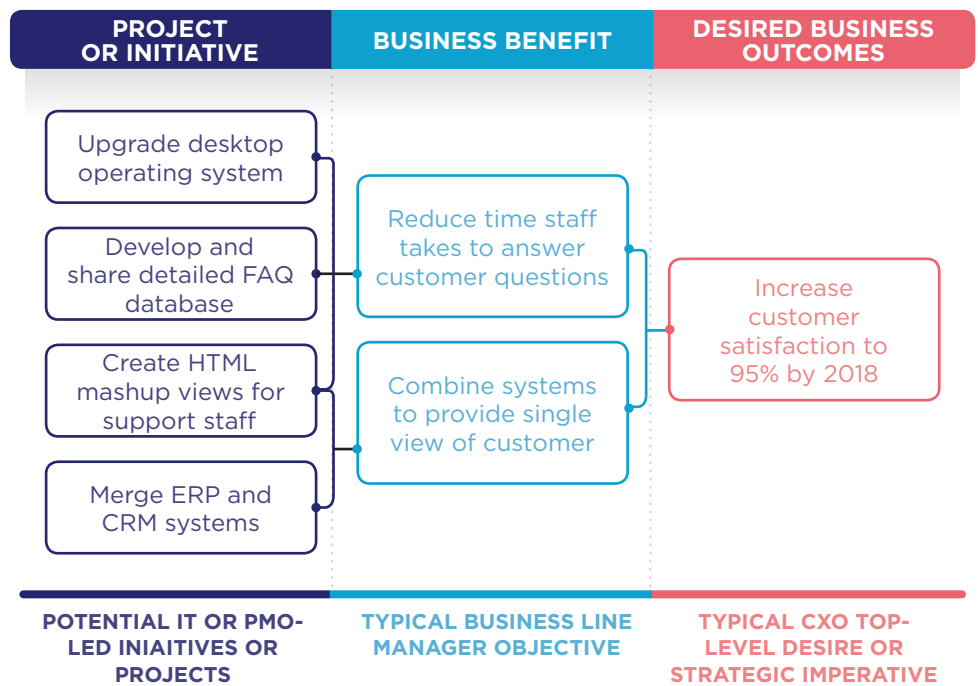 PROJECT
OR INITIATIVE
BUSINESS BENEFIT
DESIRED BUSINESS
OUTCOMES
Upgrade desktop
operating system
Develop and
share detailed FAQ
database
Create HTML
mashup views for
support staff
Merge ERP and
CRM systems
Reduce time staff
takes to answer
customer questions
Combine systems
to provide single
view of customer
Increase
customer
satisfaction to
95% by 2018
POTENTIAL IT OR PMO-
LED INIAITIVES OR
PROJECTS
TYPICAL BUSINESS LINE
MANAGER OBJECTIVE
TYPICAL CXO TOP-
LEVEL DESIRE OR
STRATEGIC IMPERATIVE